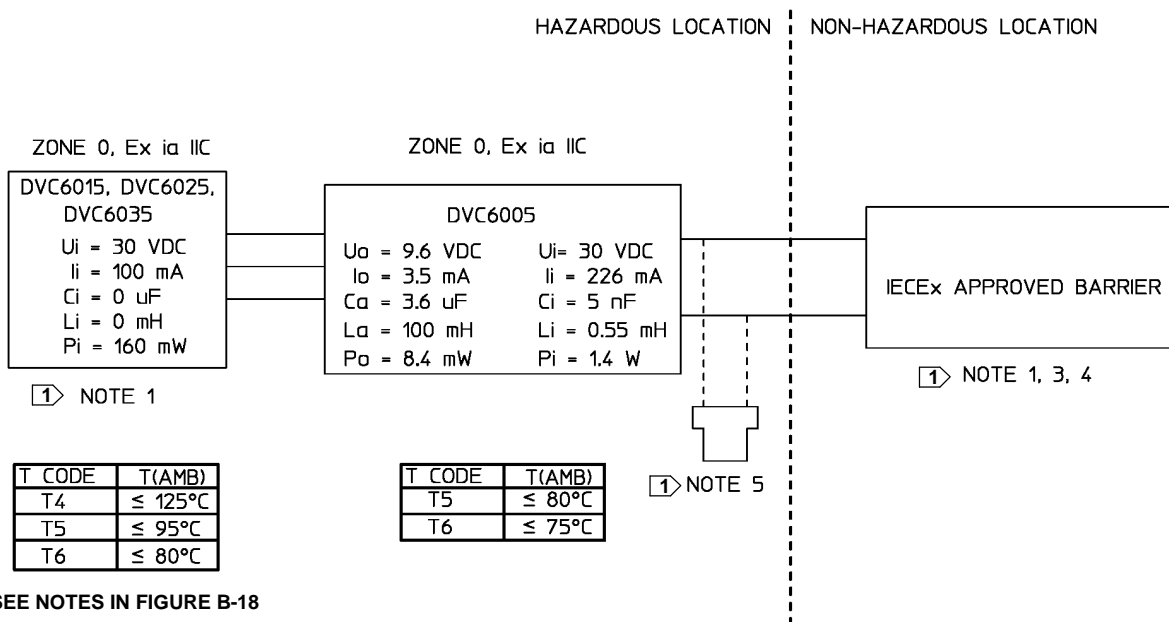 HAZARDOUS LOCATION
NON-HAZARDOUS LOCATION
ZONE 0, Ex ia IIC
DVC6015, DVC6025,
DVC6035
Ui = 30 VDC
Ii = 100 mA
Ci = 0 uF
Li = 0 mH
Pi = 160 mW
1 NOTE 1
ZONE 0, Ex ia IIC
DVC6005
Uo = 9.6 VDC Ui= 30 VDC
Io = 3.5 mA Ii = 226 mA
Ca = 3.6 uF Ci = 5 nF
La = 100 mH Li = 0.55 mH
Po = 8.4 mW Pi = 1.4 W
IECEx APPROVED BARRIER
1 NOTE 1, 3, 4
1 NOTE 5
T CODE T(AMB)
T4 ≤ 125°C
T5 ≤ 95°C
T6 ≤ 80°C
T CODE T(AMB)
T5 ≤ 80°C
T6 ≤ 75°C
SEE NOTES IN FIGURE B-18